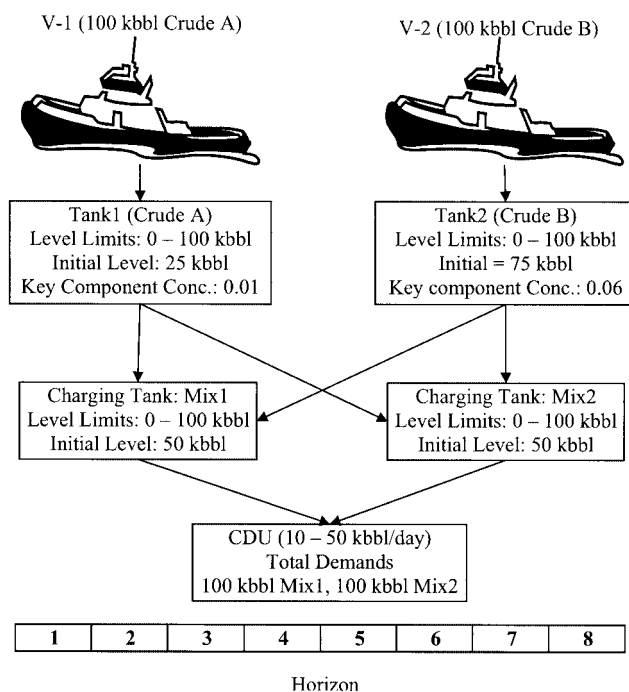 V-1 (100 kbbl Crude A)
V-2 (100 kbbl Crude B)
Tank1 (Crude A)
Level Limits: 0 – 100 kbbl
Initial Level: 25 kbbl
Key Component Conc.: 0.01
Tank2 (Crude B)
Level Limits: 0 – 100 kbbl
Initial = 75 kbbl
Key component Conc.: 0.06
Charging Tank: Mix1
Level Limits: 0 – 100 kbbl
Initial Level: 50 kbbl
Charging Tank: Mix2
Level Limits: 0 – 100 kbbl
Initial Level: 50 kbbl
CDU (10 – 50 kbbl/day)
Total Demands
100 kbbl Mix1, 100 kbbl Mix2
1 2 3 4 5 6 7 8
Horizon